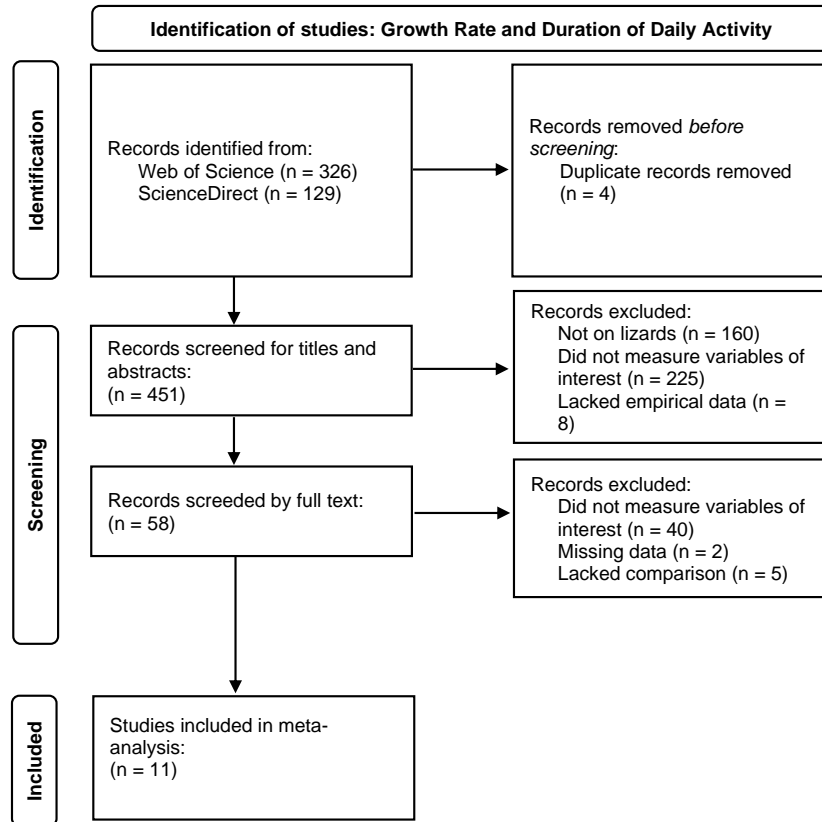 Identification of studies: Growth Rate and Duration of Daily Activity
Identification
Records identified from:
Web of Science (n = 326)
ScienceDirect (n = 129)
Records removed before
screening:
Duplicate records removed
(n = 4)
Screening
Records screened for titles and
abstracts:
(n = 451)
Records excluded:
Not on lizards (n = 160)
Did not measure variables of
interest (n = 225)
Lacked empirical data (n =
8)
Records screeded by full text:
(n = 58)
Records excluded:
Did not measure variables of
interest (n = 40)
Missing data (n = 2)
Lacked comparison (n = 5)
Included
Studies included in meta-
analysis:
(n = 11)